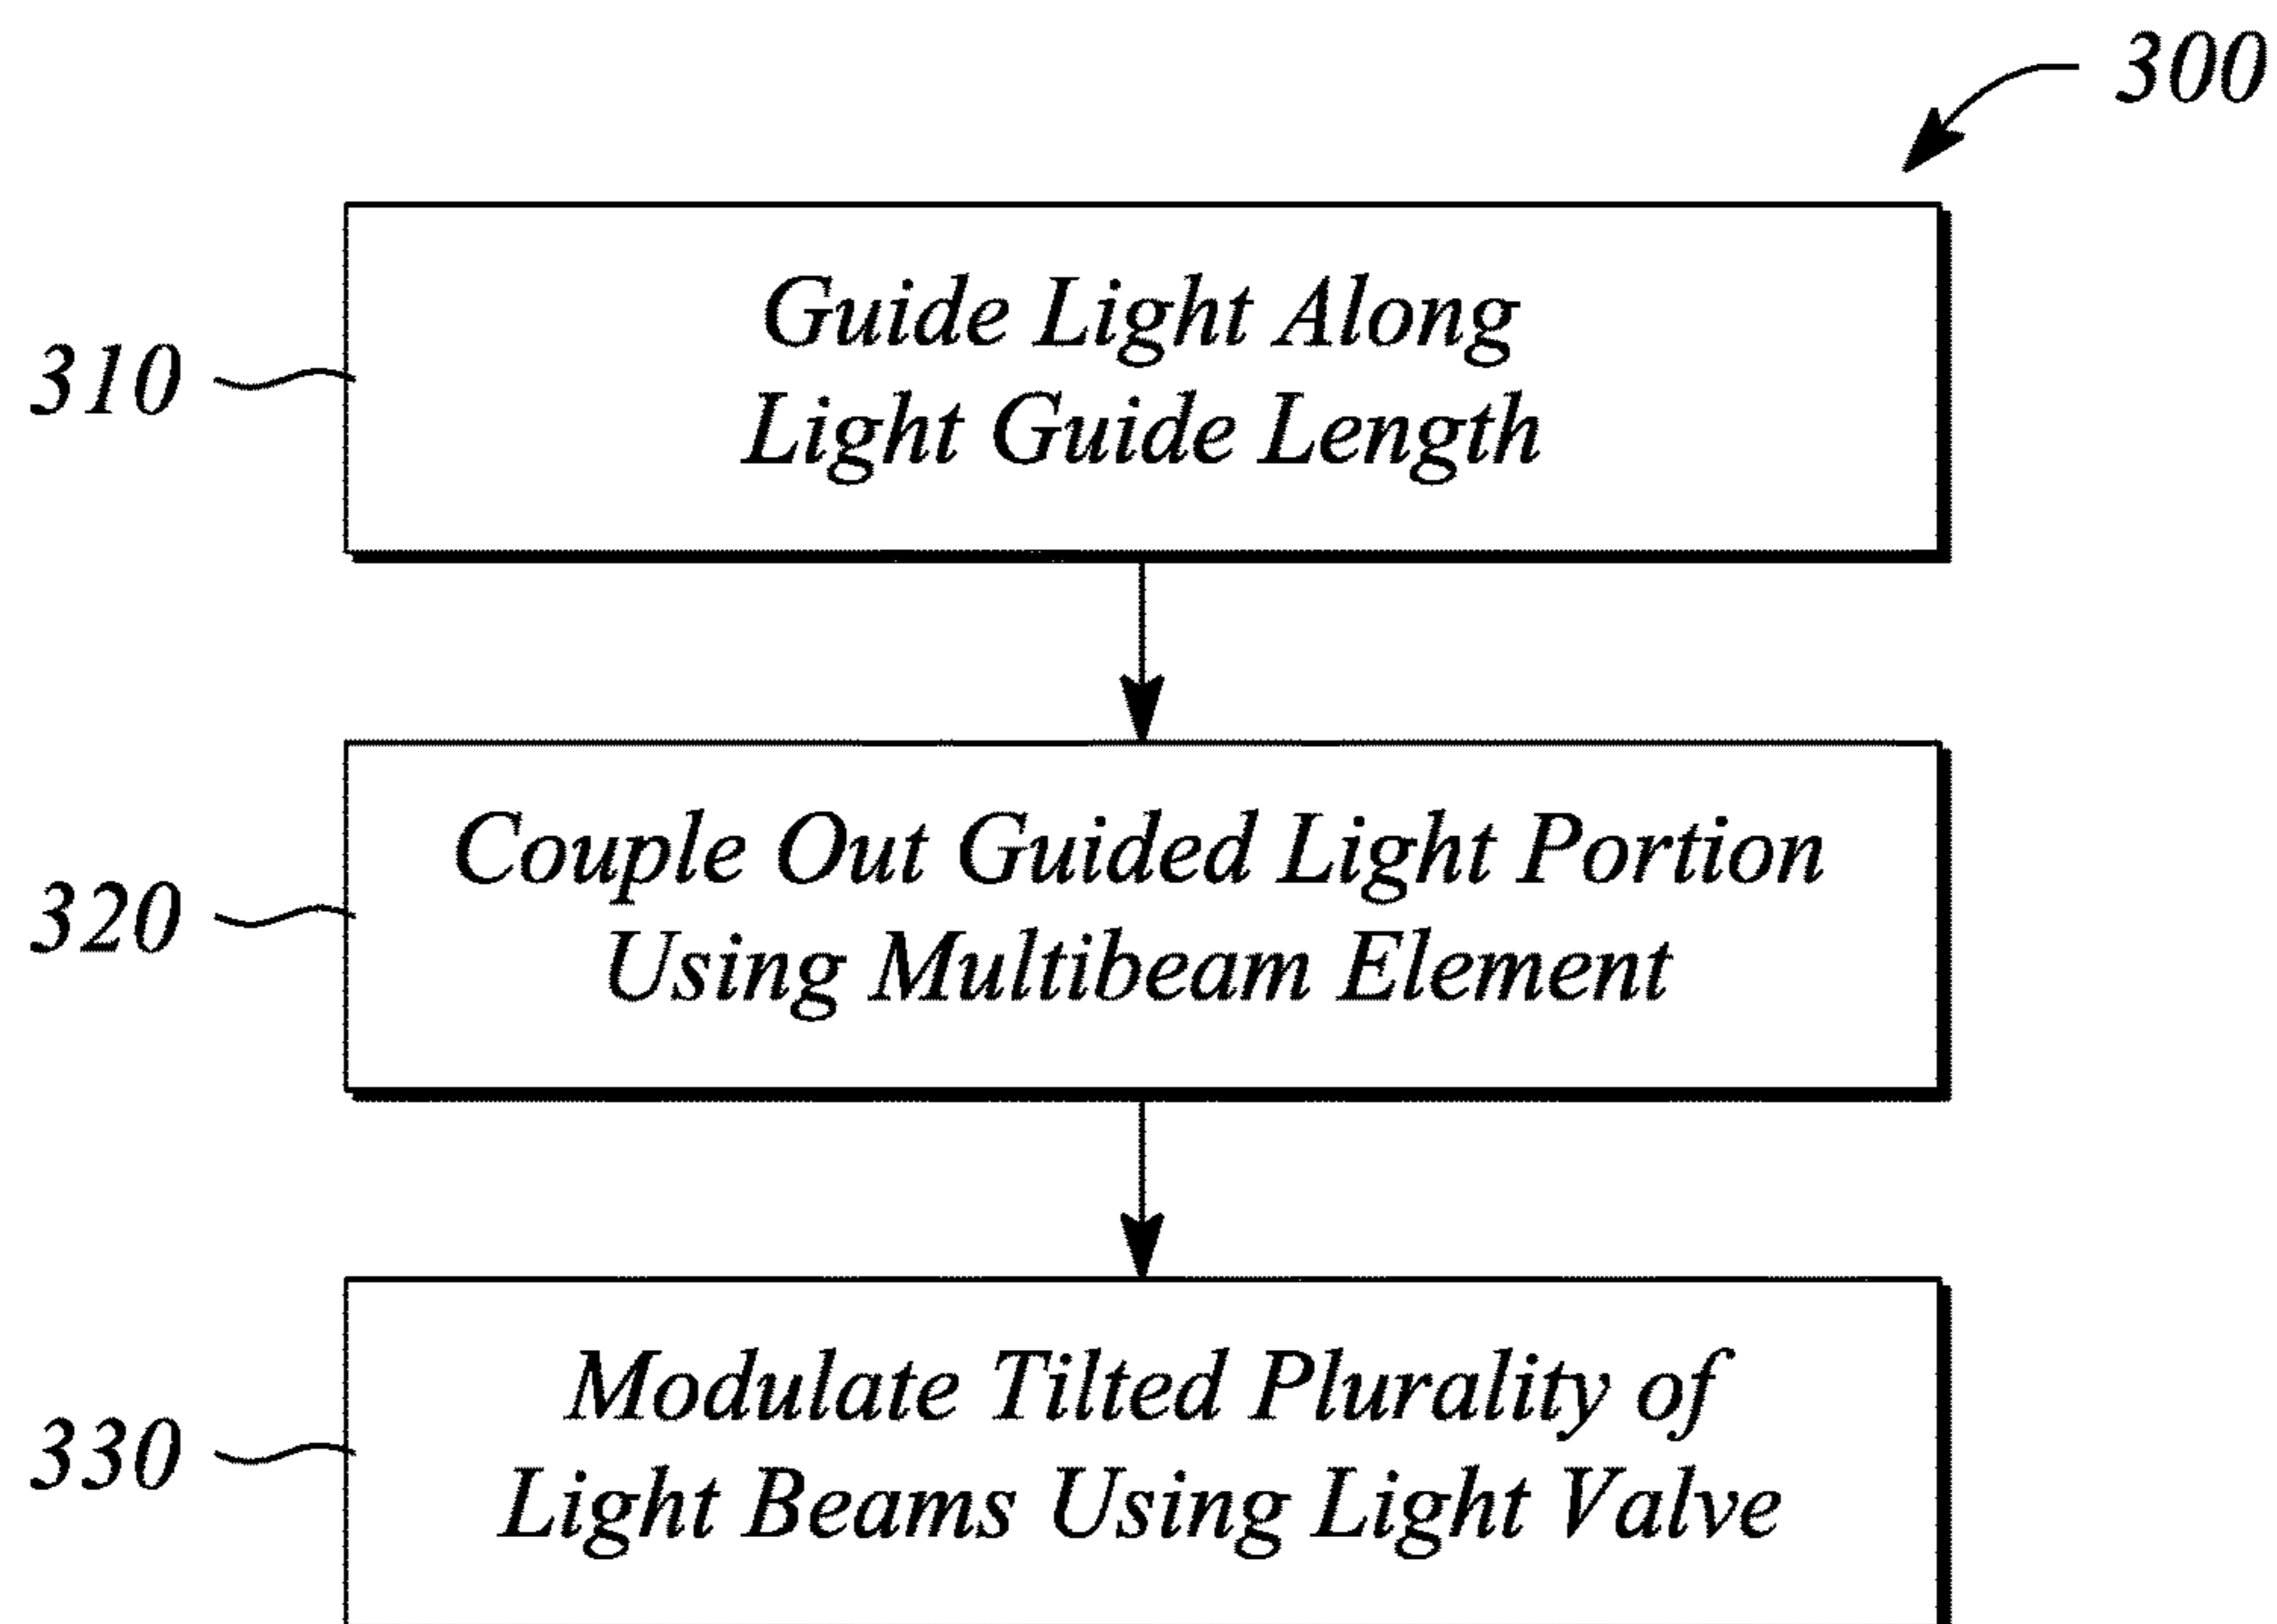 300
310
Guide Light Along
Light Guide Length
320
Couple Out Guided Light Portion
Using Multibeam Element
330
Modulate Tilted Plurality of
Light Beams Using Light Valve